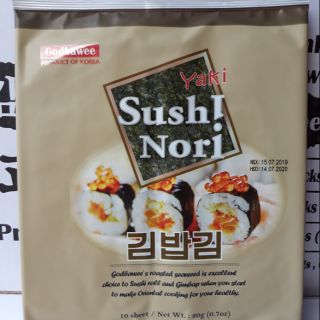 Godbawee
PRODUCT OF KOREA
Yaki
Sushi
Nori
NSX: 15.07.2019
HSD: 14.07.2020
김밥김
Godbawee's roasted seaweed is excellent
choice to Sushi roll and Gimbap when you start
to make Oriental cooking for your healthy.
10 sheet / Net Wt. : 20g (0.7oz)